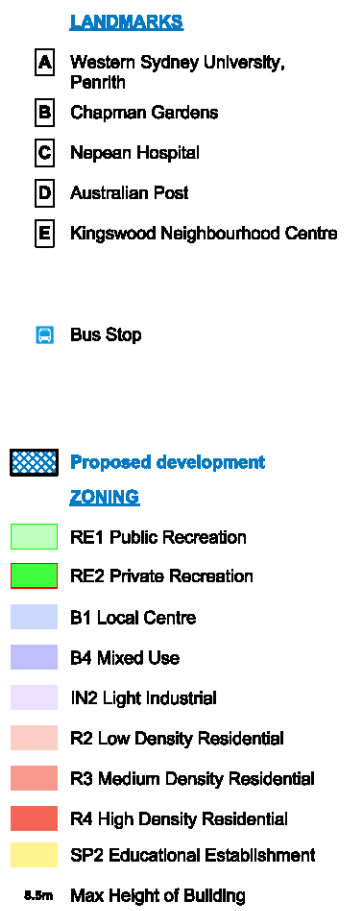 LANDMARKS
A Western Sydney University,
Penrith
B Chapman Gardens
C Nepean Hospital
D Australian Post
E Kingswood Neighbourhood Centre
Bus Stop
Proposed development
ZONING
RE1 Public Recreation
RE2 Private Recreation
B1 Local Centre
B4 Mixed Use
IN2 Light Industrial
R2 Low Density Residential
R3 Medium Density Residential
R4 High Density Residential
SP2 Educational Establishment
8.5m Max Height of Building